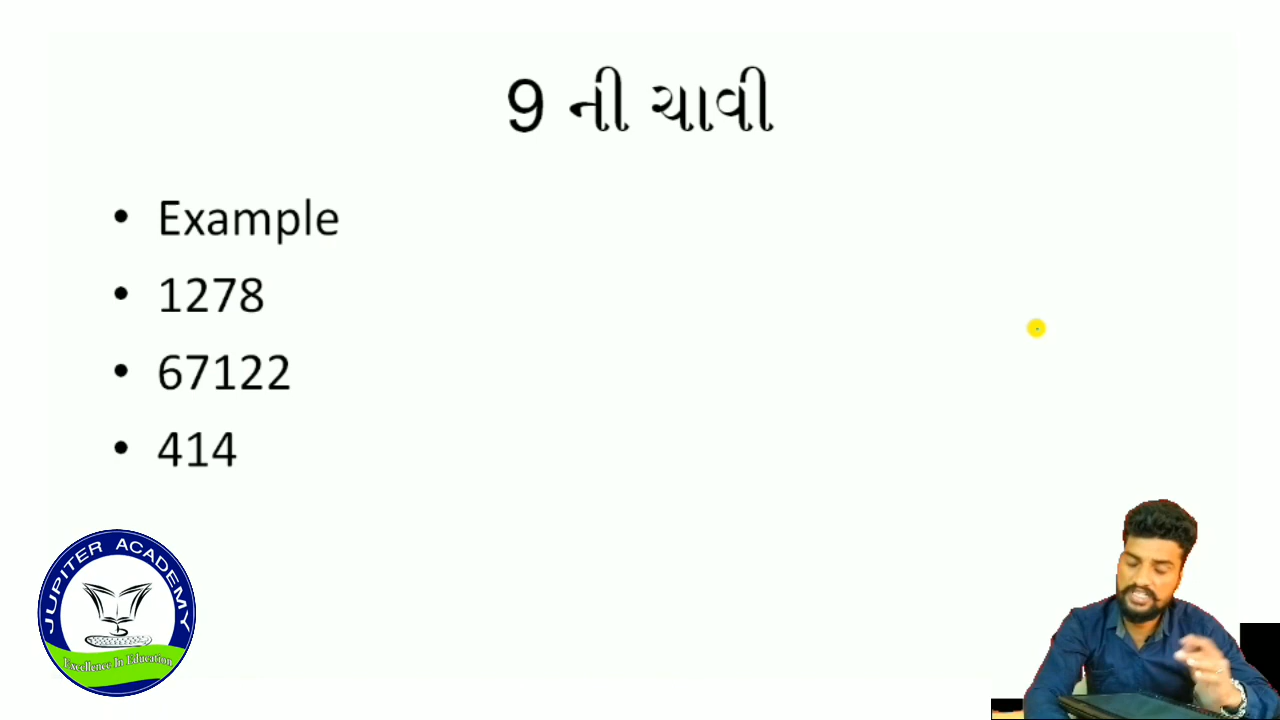 9 ની ચાવી
• Example
• 1278
• 67122
• 414
JUPITER ACADEMY
Excellence In Education